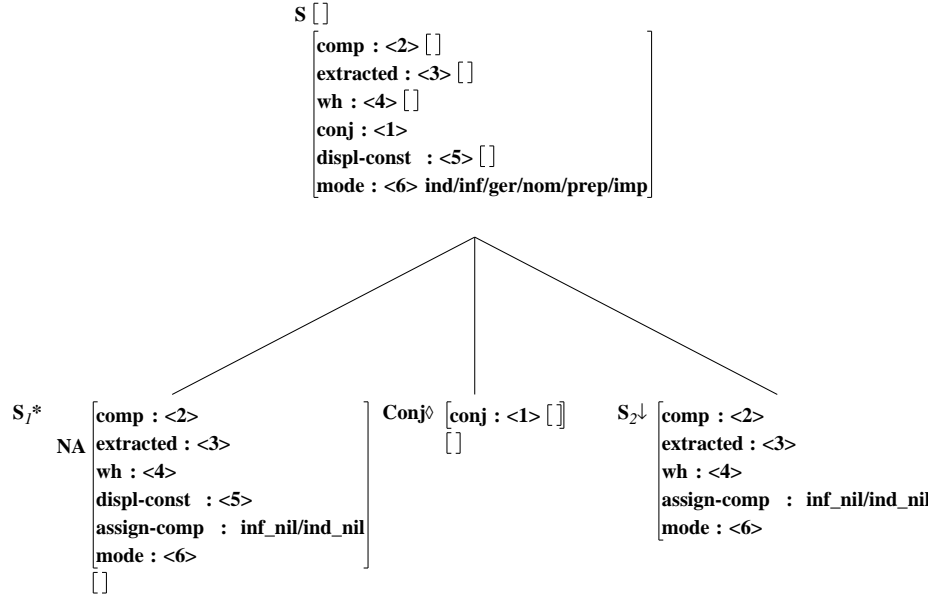 S []
comp : <2> []
extracted : <3> []
wh : <4> []
conj : <1>
displ-const : <5> []
mode : <6> ind/inf/ger/nom/prep/imp
S1* NA comp : <2>
extracted : <3>
wh : <4>
displ-const : <5>
assign-comp : inf_nil/ind_nil
mode : <6>
[]
Conj◊ [conj : <1> []]
[]
S2↓ comp : <2>
extracted : <3>
wh : <4>
assign-comp : inf_nil/ind_nil
mode : <6>